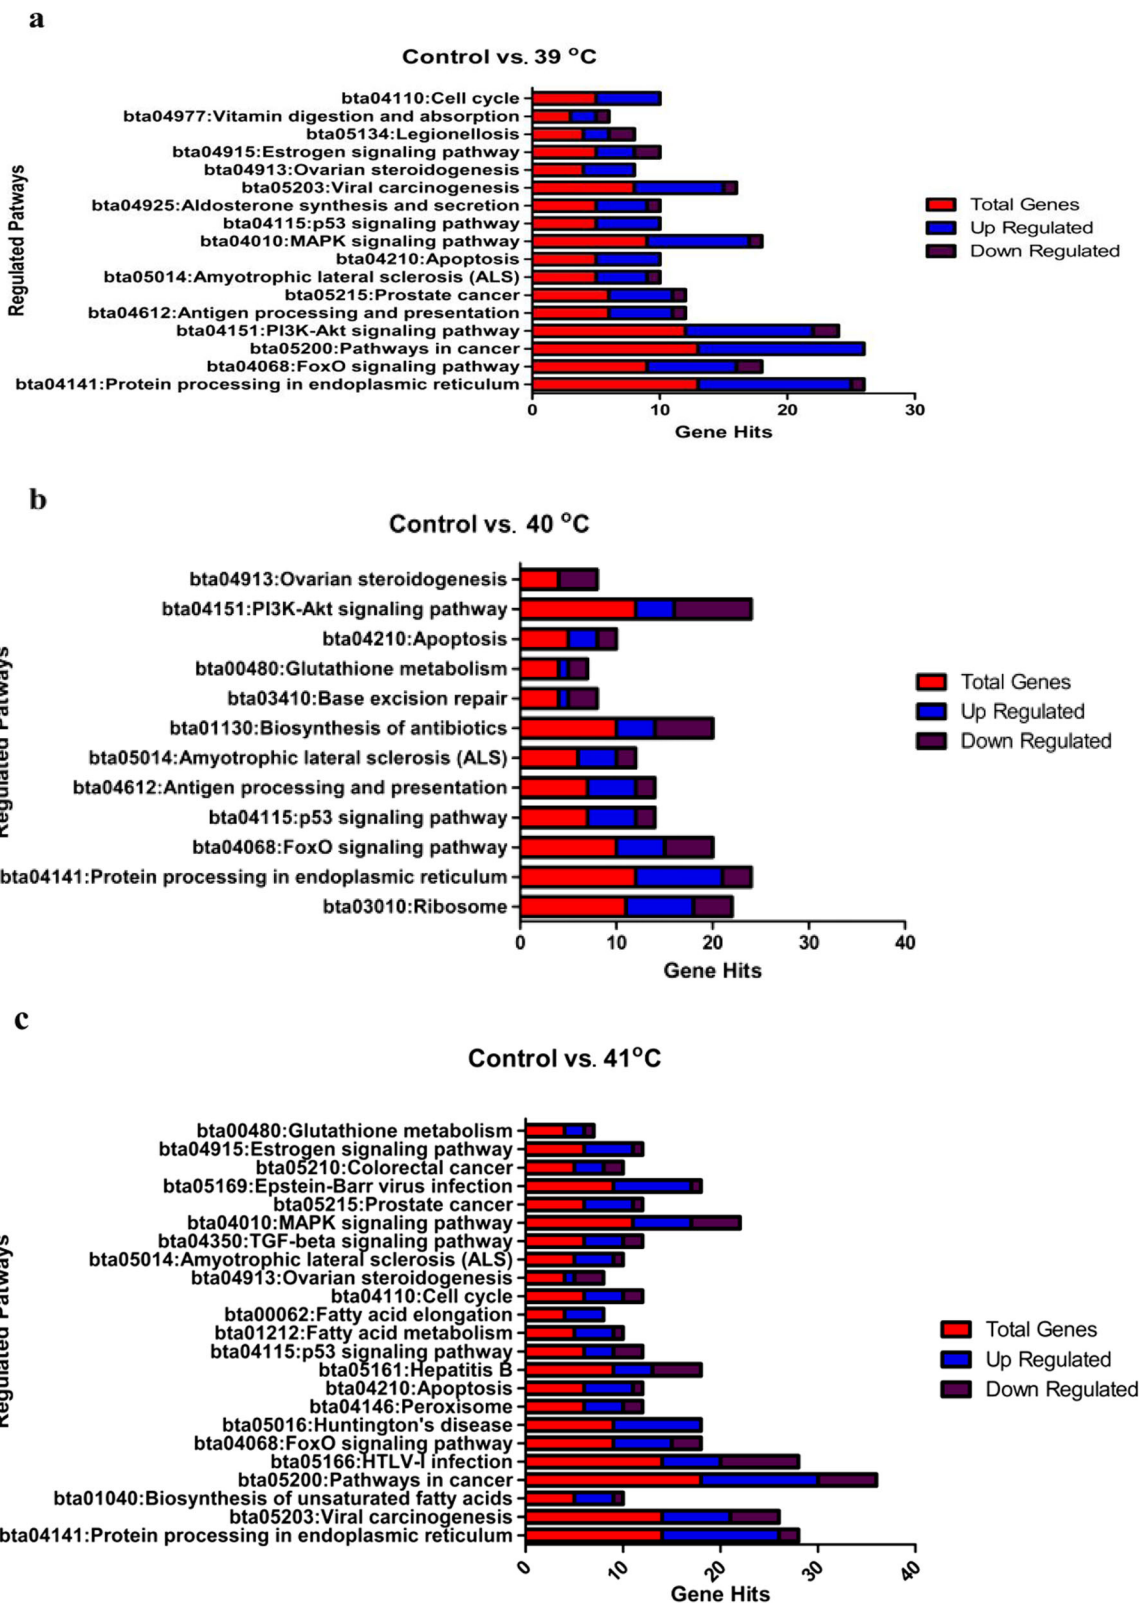 a
Control vs. 39 °C
Regulated Patways
bta04110:Cell cycle
bta04977:Vitamin digestion and absorption
bta05134:Legionellosis
bta04915:Estrogen signaling pathway
bta04913:Ovarian steroidogenesis
bta05203:Viral carcinogenesis
bta04925:Aldosterone synthesis and secretion
bta04115:p53 signaling pathway
bta04010:MAPK signaling pathway
bta04210:Apoptosis
bta05014:Amyotrophic lateral sclerosis (ALS)
bta05215:Prostate cancer
bta04612:Antigen processing and presentation
bta04151:PI3K-Akt signaling pathway
bta05200:Pathways in cancer
bta04068:FoxO signaling pathway
bta04141:Protein processing in endoplasmic reticulum
0 10 20 30
Gene Hits
Total Genes
Up Regulated
Down Regulated
b
Control vs. 40 °C
Regulated Patways
bta04913:Ovarian steroidogenesis
bta04151:PI3K-Akt signaling pathway
bta04210:Apoptosis
bta00480:Glutathione metabolism
bta03410:Base excision repair
bta01130:Biosynthesis of antibiotics
bta05014:Amyotrophic lateral sclerosis (ALS)
bta04612:Antigen processing and presentation
bta04115:p53 signaling pathway
bta04068:FoxO signaling pathway
bta04141:Protein processing in endoplasmic reticulum
bta03010:Ribosome
0 10 20 30 40
Gene Hits
Total Genes
Up Regulated
Down Regulated
c
Control vs. 41°C
Regulated Patways
bta00480:Glutathione metabolism
bta04915:Estrogen signaling pathway
bta05210:Colorectal cancer
bta05169:Epstein-Barr virus infection
bta05215:Prostate cancer
bta04010:MAPK signaling pathway
bta04350:TGF-beta signaling pathway
bta05014:Amyotrophic lateral sclerosis (ALS)
bta04913:Ovarian steroidogenesis
bta04110:Cell cycle
bta00062:Fatty acid elongation
bta01212:Fatty acid metabolism
bta04115:p53 signaling pathway
bta05161:Hepatitis B
bta04210:Apoptosis
bta04146:Peroxisome
bta05016:Huntington's disease
bta04068:FoxO signaling pathway
bta05166:HTLV-I infection
bta05200:Pathways in cancer
bta01040:Biosynthesis of unsaturated fatty acids
bta05203:Viral carcinogenesis
bta04141:Protein processing in endoplasmic reticulum
0 10 20 30 40
Gene Hits
Total Genes
Up Regulated
Down Regulated